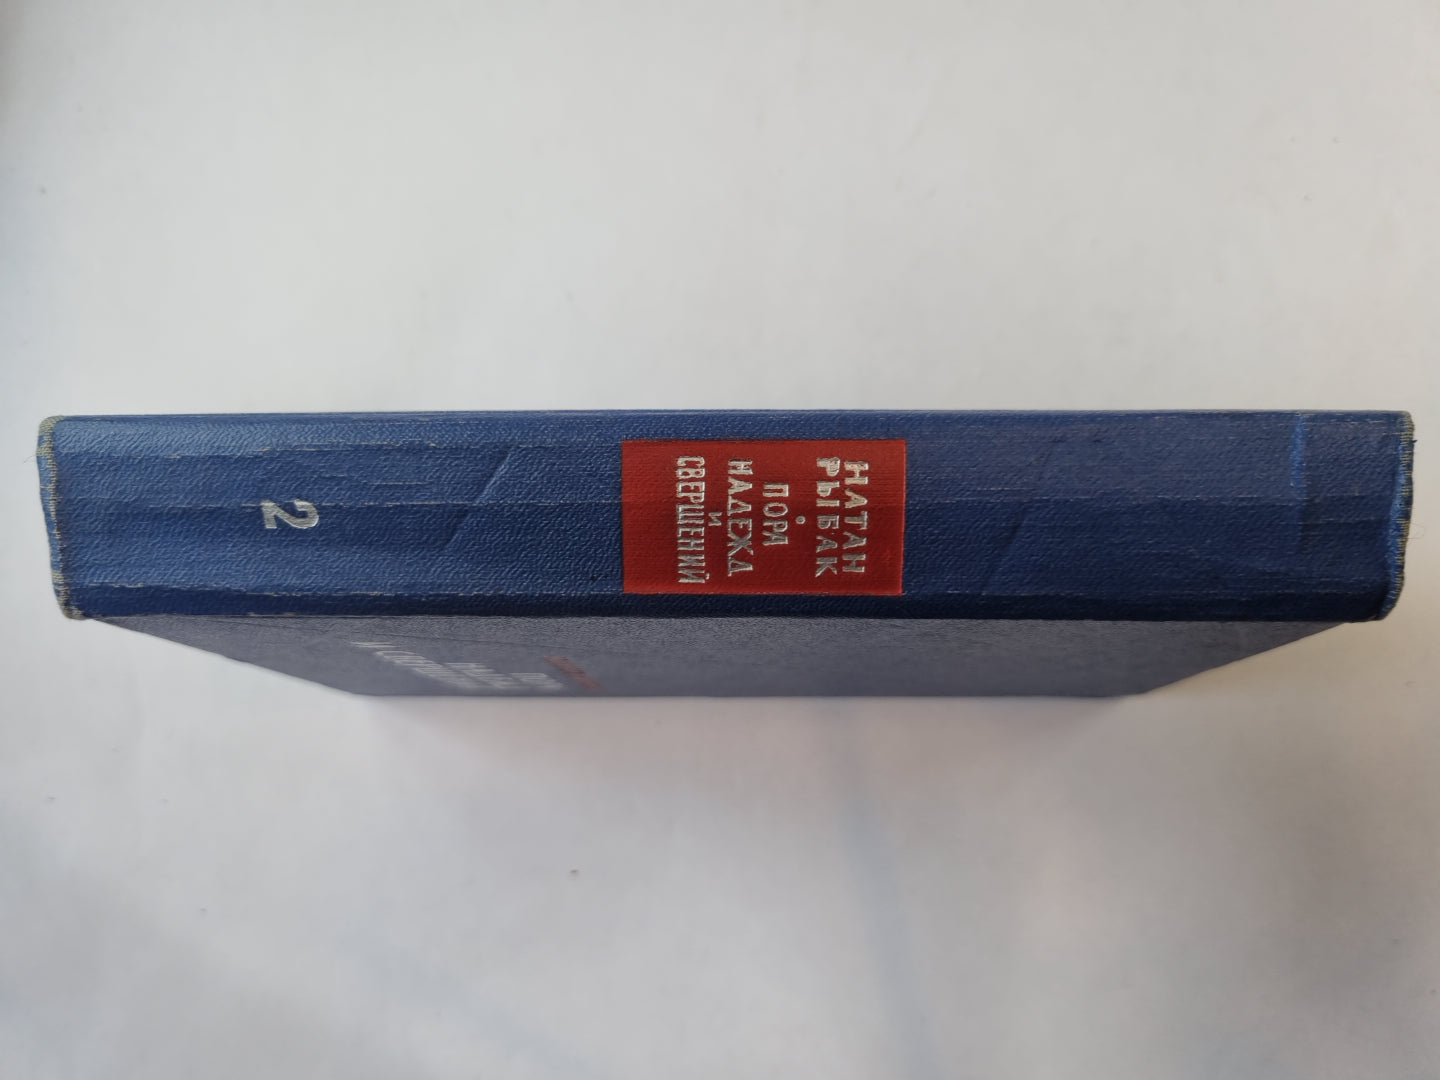 НАТАН
РЫБАК
ПОРА
НАДЕЖД
И
СВЕРШЕНИЙ
2